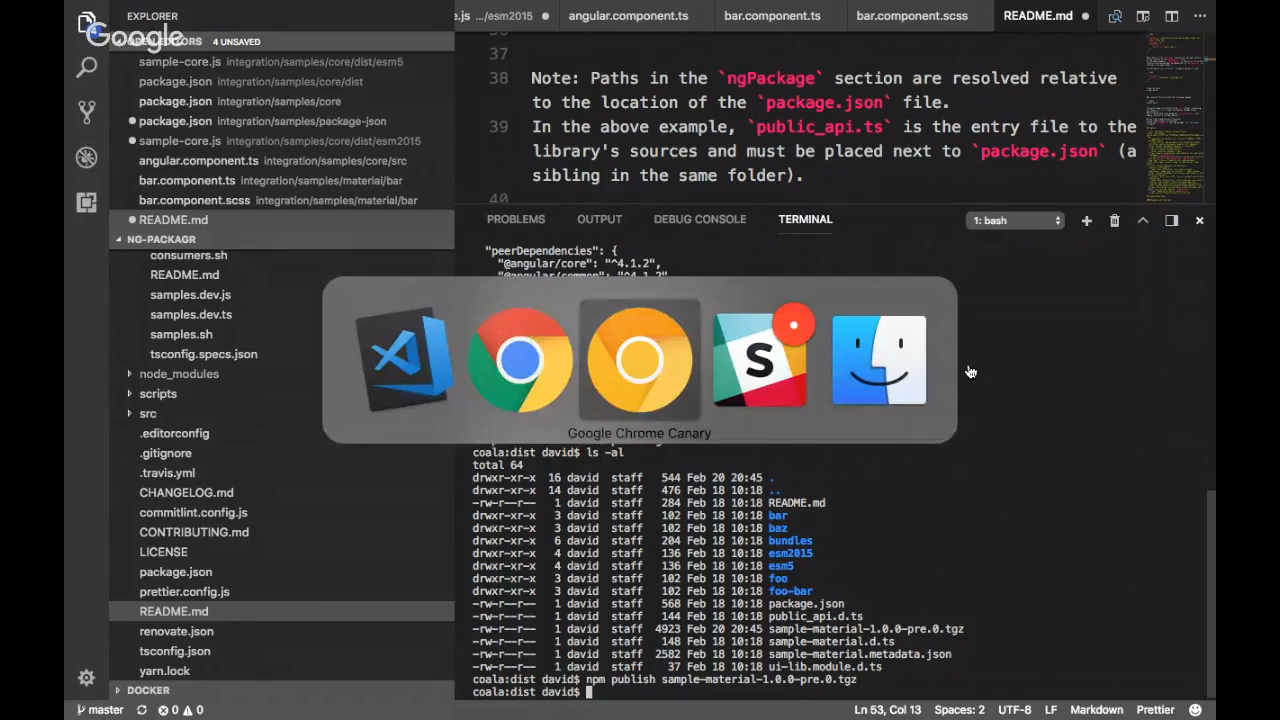 EXPLORER
Google
OPEN EDITORS 4 UNSAVED
4
sample-core.js integration/samples/core/dist/esm5
package.json integration/samples/core/dist
package.json integration/samples/core
package.json integration/samples/package-json
sample-core.js integration/samples/core/dist/esm2015
angular.component.ts integration/samples/core/src
bar.component.ts integration/samples/material/bar
bar.component.scss integration/samples/material/bar
README.md
NG-PACKAGR
consumers.sh
README.md
samples.dev.js
samples.dev.ts
samples.sh
tsconfig.specs.json
node_modules
scripts
src
.editorconfig
.gitignore
.travis.yml
CHANGELOG.md
commitlint.config.js
CONTRIBUTING.md
LICENSE
package.json
prettier.config.js
README.md
renovate.json
tsconfig.json
yarn.lock
DOCKER
e.js .../esm2015 angular.component.ts bar.component.ts bar.component.scss README.md
37
38 Note: Paths in the `ngPackage` section are resolved relative
to the location of the `package.json` file.
39 In the above example, `public_api.ts` is the entry file to the
library's sources and must be placed next to `package.json` (a
sibling in the same folder).
40
PROBLEMS OUTPUT DEBUG CONSOLE TERMINAL 1: bash
"peerDependencies": {
"@angular/core": "^4.1.2",
"@angular/common": "^4.1.2"
S
Google Chrome Canary
coala:dist david$ ls -al
total 64
drwxr-xr-x 16 david staff 544 Feb 20 20:45 .
drwxr-xr-x 14 david staff 476 Feb 18 10:18 ..
-rw-r--r-- 1 david staff 284 Feb 18 10:18 README.md
drwxr-xr-x 3 david staff 102 Feb 18 10:18 bar
drwxr-xr-x 3 david staff 102 Feb 18 10:18 baz
drwxr-xr-x 6 david staff 204 Feb 18 10:18 bundles
drwxr-xr-x 4 david staff 136 Feb 18 10:18 esm2015
drwxr-xr-x 4 david staff 136 Feb 18 10:18 esm5
drwxr-xr-x 3 david staff 102 Feb 18 10:18 foo
drwxr-xr-x 3 david staff 102 Feb 18 10:18 foo-bar
-rw-r--r-- 1 david staff 568 Feb 18 10:18 package.json
-rw-r--r-- 1 david staff 144 Feb 18 10:18 public_api.d.ts
-rw-r--r-- 1 david staff 4923 Feb 20 20:45 sample-material-1.0.0-pre.0.tgz
-rw-r--r-- 1 david staff 148 Feb 18 10:18 sample-material.d.ts
-rw-r--r-- 1 david staff 2582 Feb 18 10:18 sample-material.metadata.json
-rw-r--r-- 1 david staff 37 Feb 18 10:18 ui-lib.module.d.ts
coala:dist david$ npm publish sample-material-1.0.0-pre.0.tgz
coala:dist david$
master 0 0 Ln 53, Col 13 Spaces: 2 UTF-8 LF Markdown Prettier